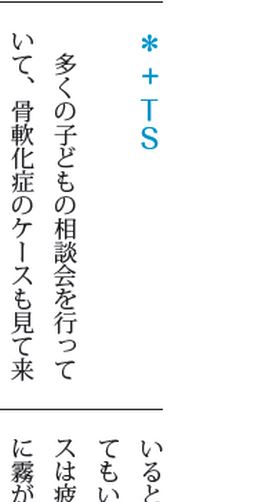 *+TS
多くの子どもの相談会を行って
いて、骨軟化症のケースも見て来
いると
てもい
スは疲
に霧が